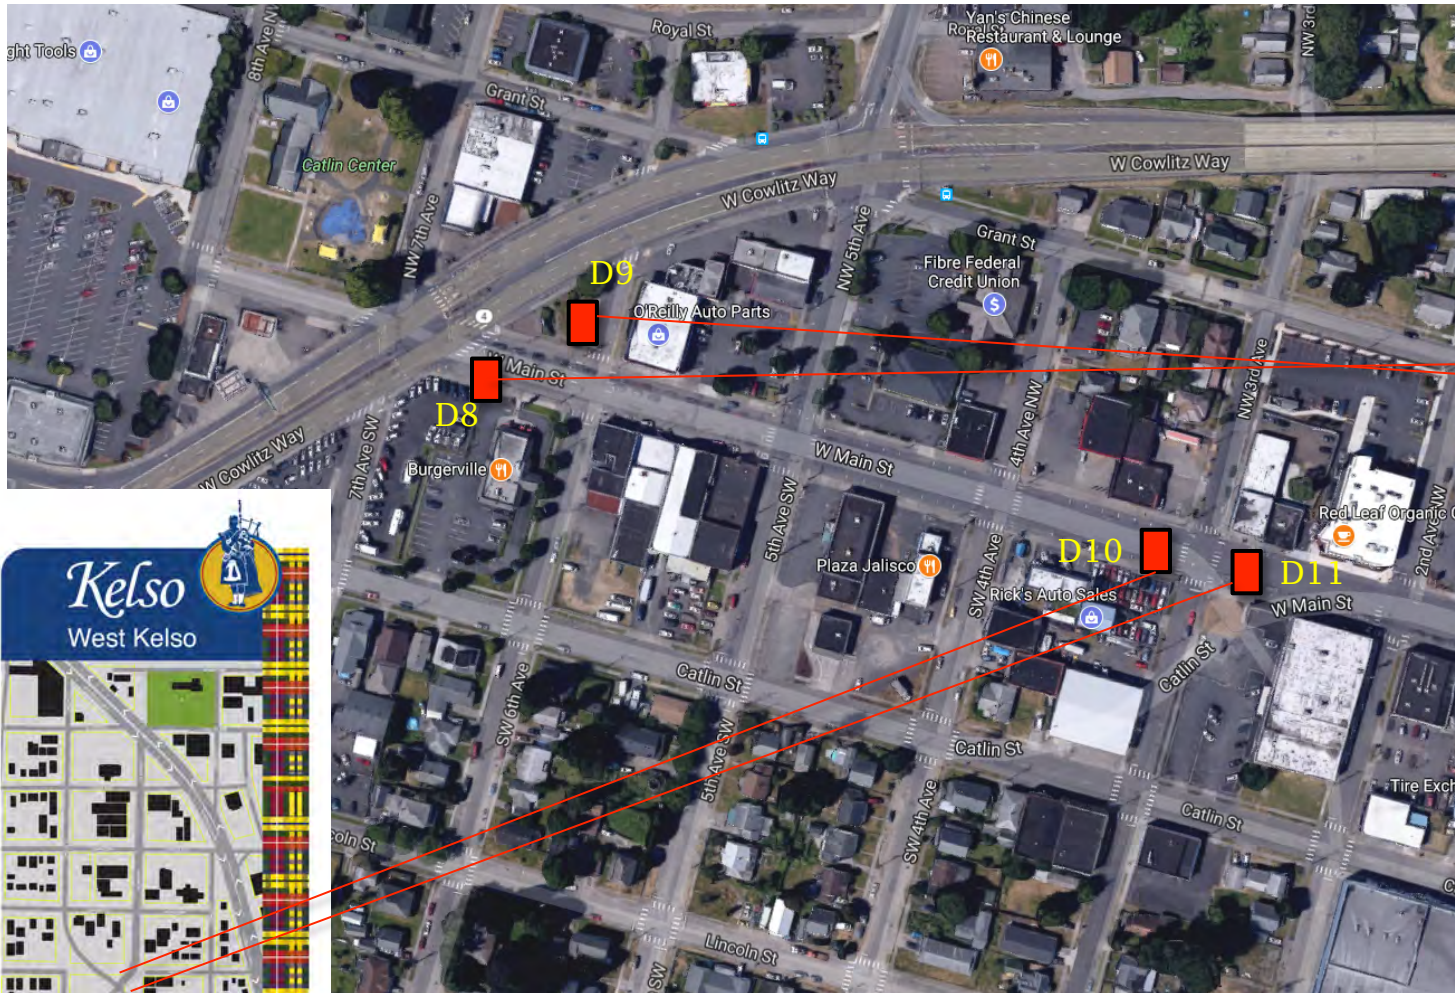 8th Ave NW
Royal St
Yan's Chinese
Restaurant & Lounge
NW 3rd
ght Tools
Grant St
Catlin Center
W Cowlitz Way
W Cowlitz Way
NW 7th Ave
NW 5th Ave
Grant St
Fibre Federal
Credit Union
D9
O'Reilly Auto Parts
4
W Main St
D8
NW 3rd Ave
4th Ave NW
W Cowlitz Way
7th Ave SW
Burgerville
W Main St
5th Ave SW
Red Leaf Organic C
2nd Ave NW
Plaza Jalisco
D10
D11
SW 4th Ave
Rick's Auto Sales
W Main St
Kelso
West Kelso
SW 6th Ave
Catlin St
Catlin St
Catlin St
5th Ave SW
SW 4th Ave
Tire Exch
Catlin St
coln St
Lincoln St
SW